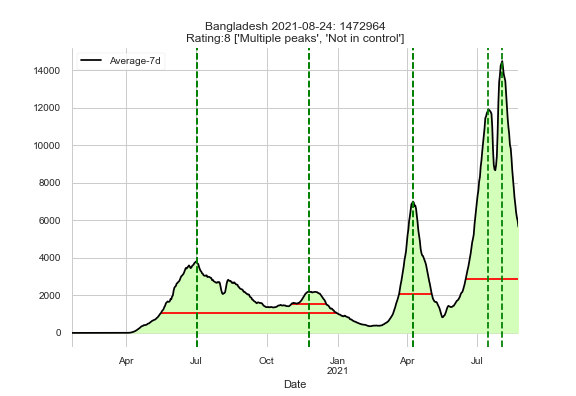 Bangladesh 2021-08-24: 1472964
Rating:8 ['Multiple peaks', 'Not in control']
Average-7d
14000
12000
10000
8000
6000
4000
2000
0
Apr Jul Oct Jan Apr Jul
2021
Date